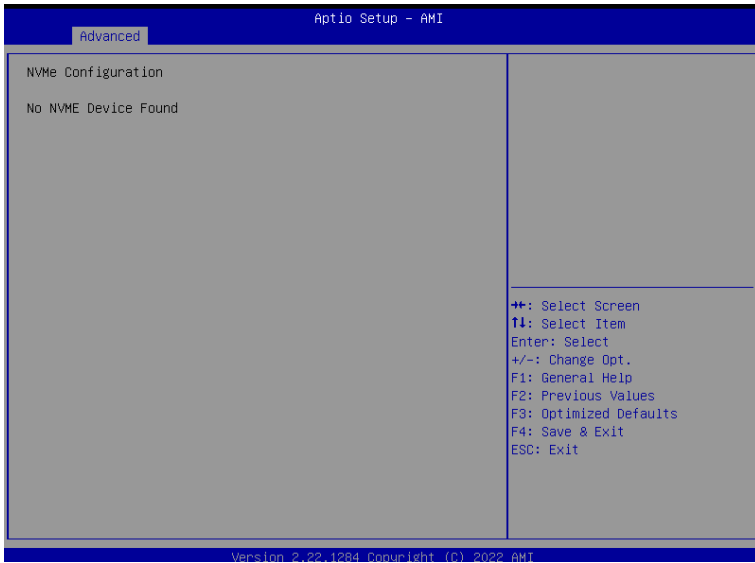 Aptio Setup – AMI
Advanced
NVMe Configuration
No NVME Device Found
→←: Select Screen
↑↓: Select Item
Enter: Select
+/-: Change Opt.
F1: General Help
F2: Previous Values
F3: Optimized Defaults
F4: Save & Exit
ESC: Exit
Version 2.22.1284 Copyright (C) 2022 AMI